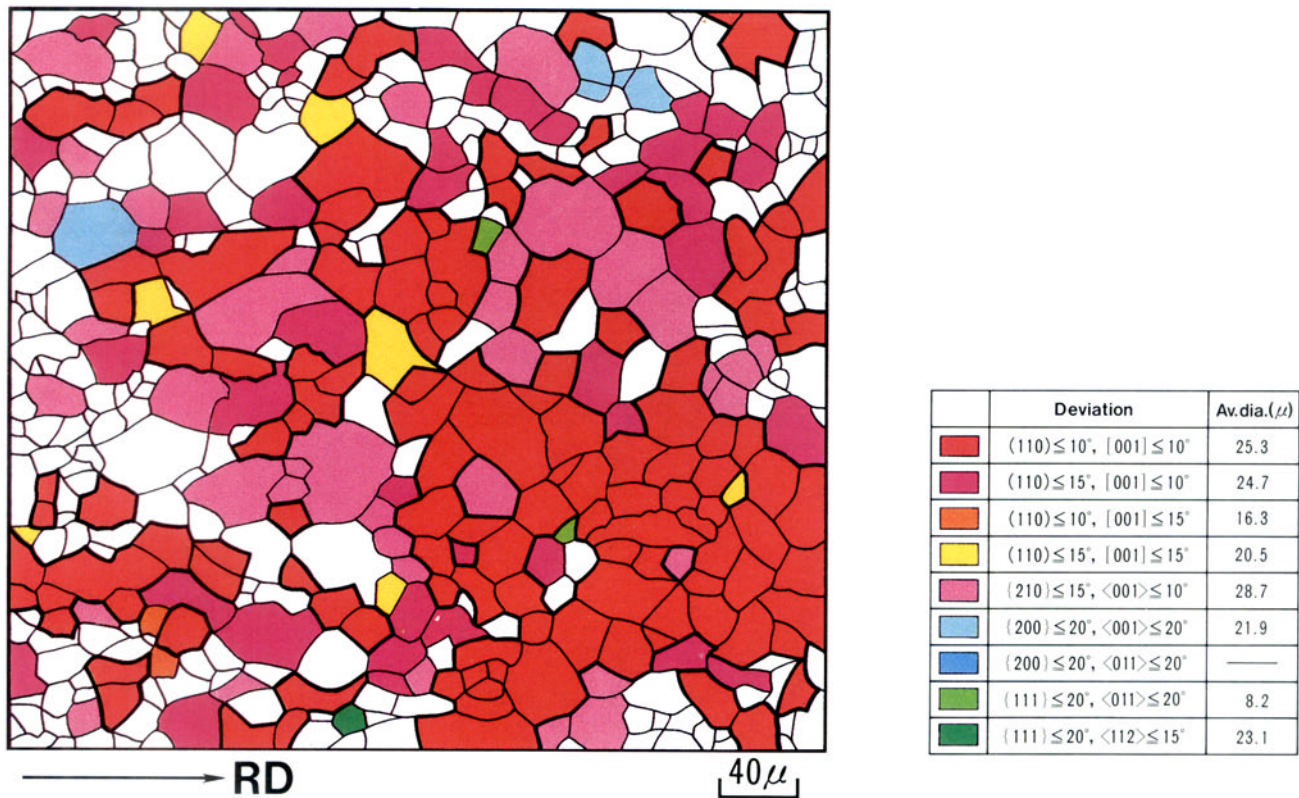 Deviation Av.dia.(μ)
(110)≦10°, [001]≦10° 25.3
(110)≦15°, [001]≦10° 24.7
(110)≦10°, [001]≦15° 16.3
(110)≦15°, [001]≦15° 20.5
{210}≦15°, <001>≦10° 28.7
{200}≦20°, <001>≦20° 21.9
{200}≦20°, <011>≦20° —
{111}≦20°, <011>≦20° 8.2
{111}≦20°, <112>≦15° 23.1
RD
40μ